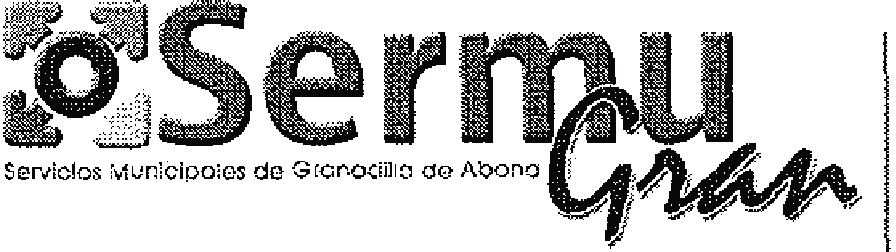 Sermu
Gran
Servicios Municipales de Granadilla de Abona